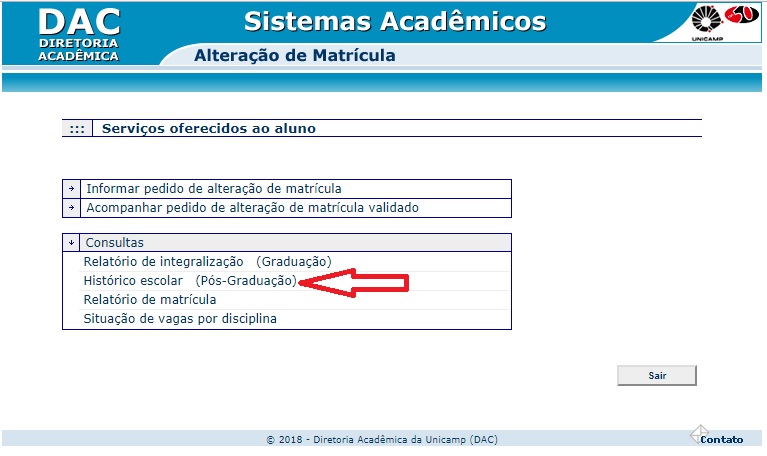 DAC
DIRETORIA
ACADÊMICA
Sistemas Acadêmicos
50
UNICAMP
Alteração de Matrícula
::: Serviços oferecidos ao aluno
Informar pedido de alteração de matrícula
Acompanhar pedido de alteração de matrícula validado
Consultas
Relatório de integralização (Graduação)
Histórico escolar (Pós-Graduação)
Relatório de matrícula
Situação de vagas por disciplina
Sair
© 2018 - Diretoria Acadêmica da Unicamp (DAC)
Contato